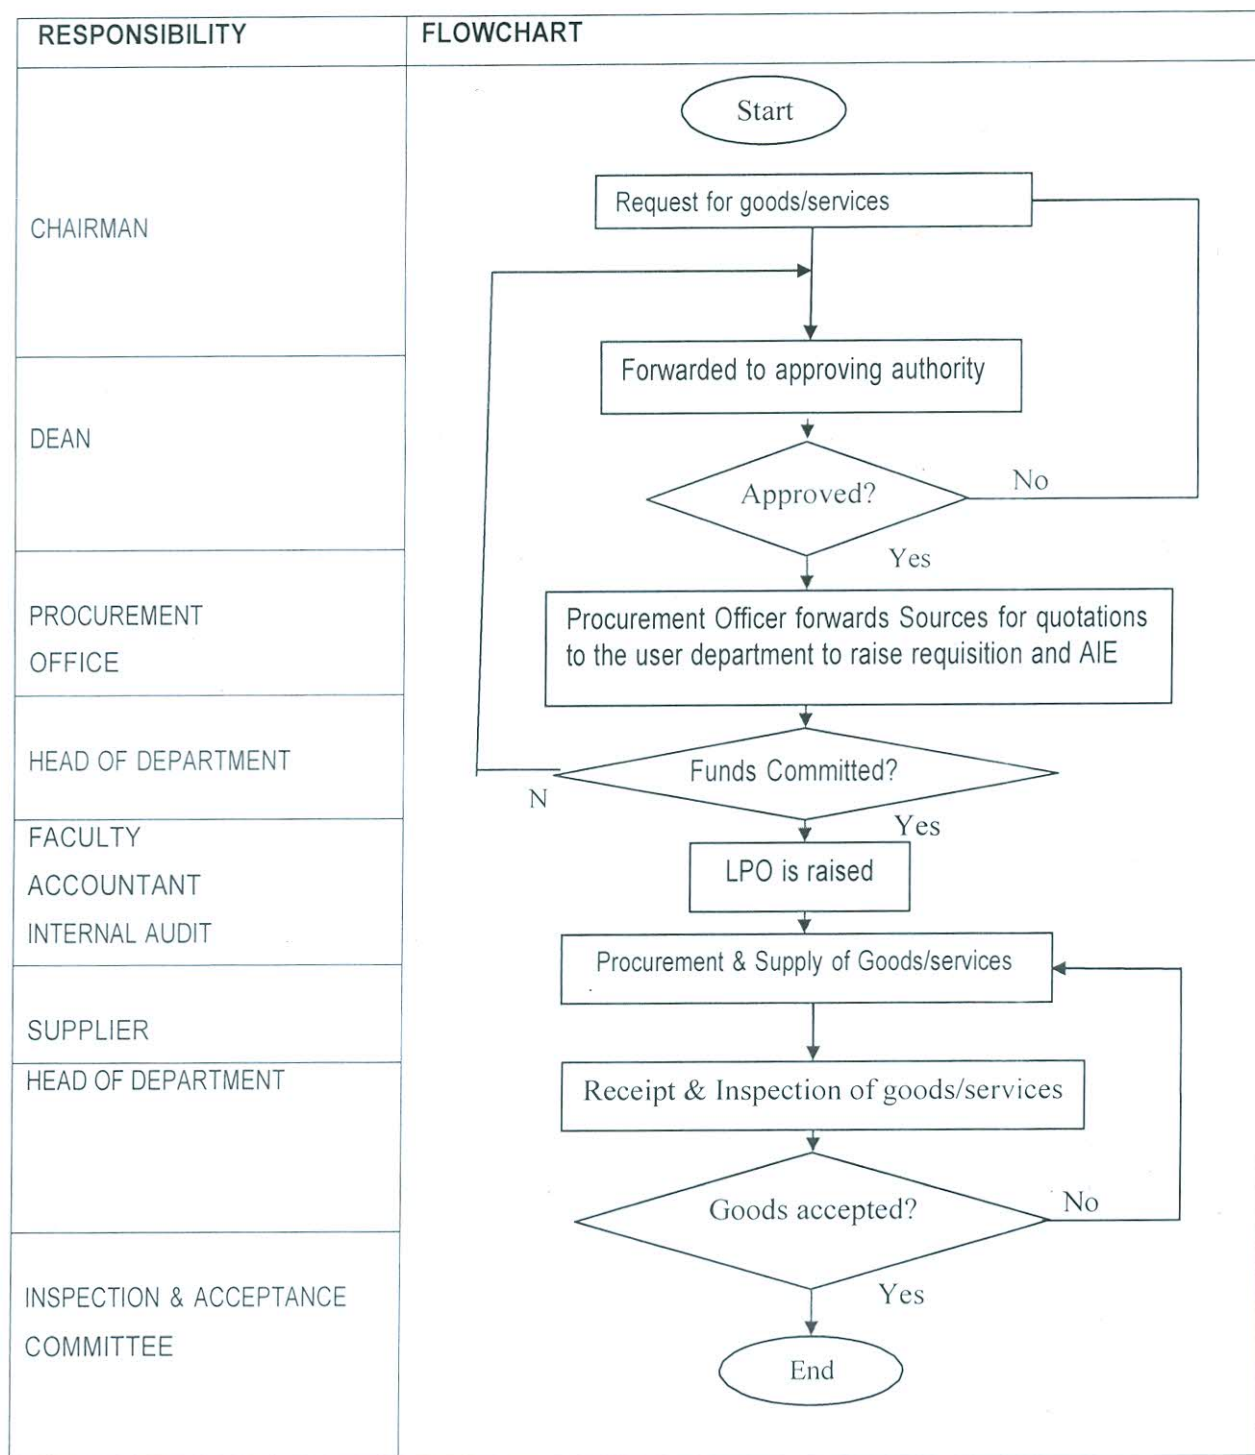 RESPONSIBILITY
FLOWCHART
Start
Request for goods/services
CHAIRMAN
Forwarded to approving authority
DEAN
Approved?
No
Yes
PROCUREMENT
OFFICE
Procurement Officer forwards Sources for quotations
to the user department to raise requisition and AIE
HEAD OF DEPARTMENT
Funds Committed?
N
Yes
FACULTY
ACCOUNTANT
INTERNAL AUDIT
LPO is raised
Procurement & Supply of Goods/services
SUPPLIER
HEAD OF DEPARTMENT
Receipt & Inspection of goods/services
Goods accepted?
No
Yes
INSPECTION & ACCEPTANCE
COMMITTEE
End